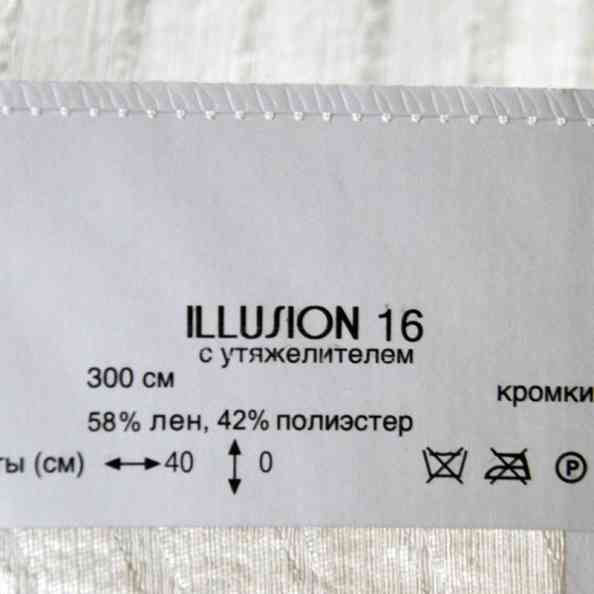 ILLUSION 16
с утяжелителем
300 см
кромки
58% лен, 42% полиэстер
ты (см) 40 0
P